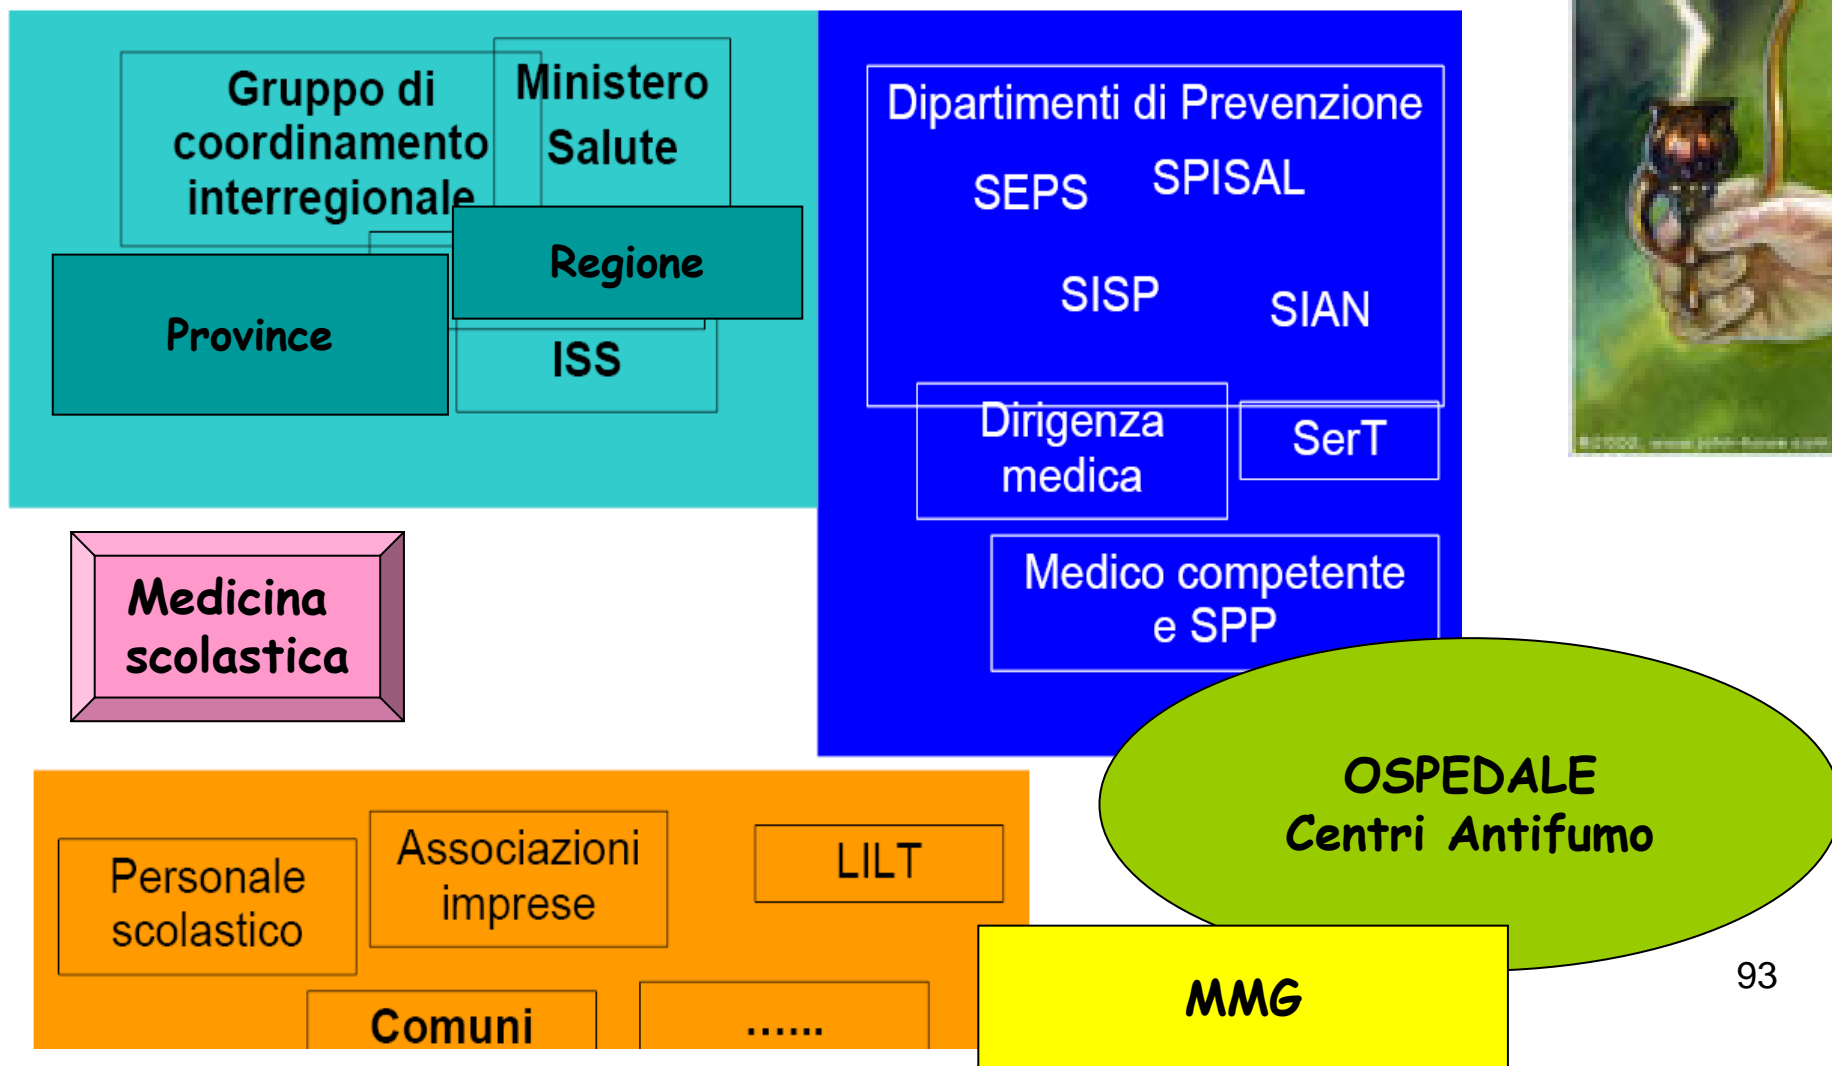 Gruppo di
coordinamento
interregionale
Ministero
Salute
Regione
Province
ISS
Dipartimenti di Prevenzione
SEPS
SPISAL
SISP
SIAN
Dirigenza
medica
SerT
Medico competente
e SPP
Medicina
scolastica
OSPEDALE
Centri Antifumo
Personale
scolastico
Associazioni
imprese
LILT
Comuni
......
MMG
93